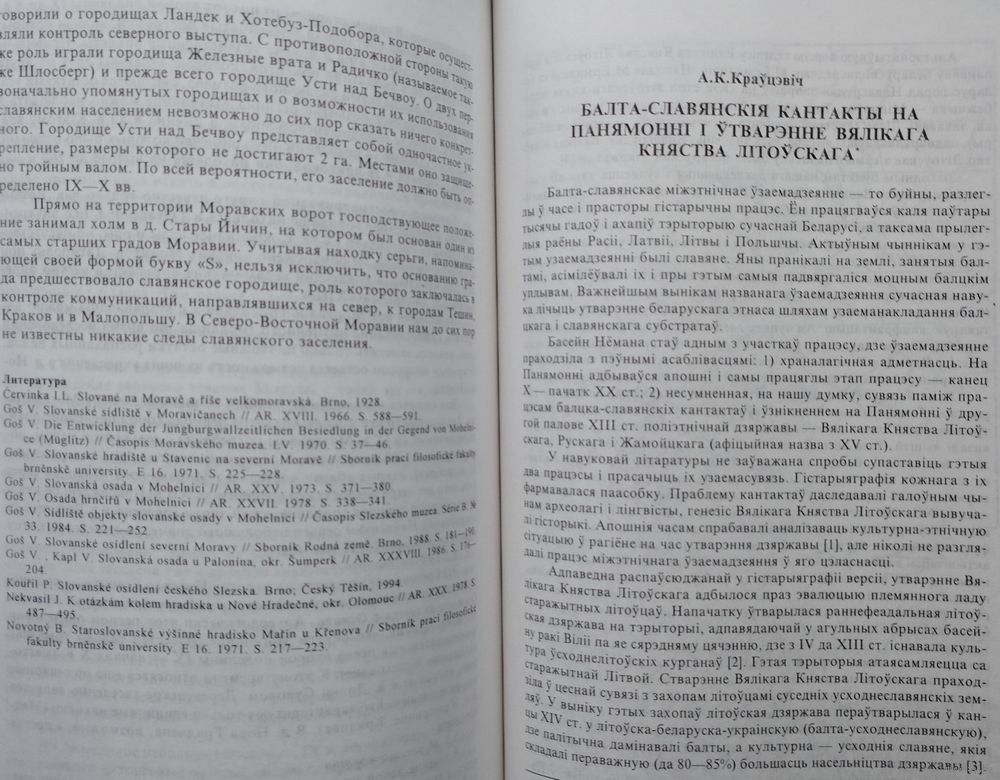 говорили о городищах Ландек и Хотебуз-Подобора, которые осущест-
вляли контроль северного выступа. С противоположной стороны такую
же роль играли городища Железные врата и Радичко (называемое так-
же Шлосберг) и прежде всего городище Усти над Бечвоу. О двух пер-
воначально упомянутых городищах и о возможности их использования
славянским населением невозможно до сих пор сказать ничего конкрет-
ного. Городище Усти над Бечвоу представляет собой одночастное ук-
репление, размеры которого не достигают 2 га. Местами оно защище-
но тройным валом. По всей вероятности, его заселение должно быть оп-
ределено IX—X вв.
Прямо на территории Моравских ворот господствующее положе-
ние занимал холм в д. Стары Йичин, на котором был основан один из
самых старших градов Моравии. Учитывая находку серьги, напомина-
ющей своей формой букву «S», нельзя исключить, что основанию гра-
да предшествовало славянское городище, роль которого заключалась в
контроле коммуникаций, направлявшихся на север, к городам Тешин,
Краков и в Малопольшу. В Северо-Восточной Моравии нам до сих пор
не известны никакие следы славянского заселения.
Литература
Červinka I.L. Slované na Moravě a říše velkomoravská. Brno, 1928.
Goš V. Slovanské sídliště v Moravičanech // AR. XVIII. 1966. S. 588—591.
Goš V. Die Entwicklung der Jungburgwallzeitlichen Besiedlung in der Gegend von Mohelni-
ce (Müglitz) // Časopis Moravského muzea. LV. 1970. S. 37—46.
Goš V. Slovanské hradiště u Stavenic na severní Moravě // Sborník prací filosofické fakulty
brněnské university. E 16. 1971. S. 225—228.
Goš V. Slovanská osada v Mohelnici // AR. XXV. 1973. S. 371—380.
Goš V. Osada hrnčířů v Mohelnici // AR. XXVII. 1978. S. 338—341.
Goš V. Sídlištní objekty slovanské osady v Mohelnici // Časopis Slezského muzea. Série B. №
33. 1984. S. 221—252.
Goš V. Slovanské osídlení severní Moravy // Sborník Rodná země. Brno. 1988. S. 181—190.
Goš V., Kapl V. Slovanská osada u Palonína, okr. Šumperk // AR. XXXVIII. 1986. S. 176—
204.
Kouřil P. Slovanské osídlení českého Slezska. Brno; Český Těšín, 1994.
Nekvasil J. K otázkám kolem hradiska u Nové Hradečné, okr. Olomouc // AR. XXX. 1978. S.
487—495.
Novotný B. Staroslovanské výšinné hradisko Mařín u Křenova // Sborník prací filosofické
fakulty brněnské university. E 16. 1971. S. 217—223.
А.К.Краўцэвіч
БАЛТА-СЛАВЯНСКІЯ КАНТАКТЫ НА
ПАНЯМОННІ І ЎТВАРЭННЕ ВЯЛІКАГА
КНЯСТВА ЛІТОЎСКАГА*
Балта-славянскае міжэтнічнае ўзаемадзеянне — то буйны, разлег-
лы ў часе і прасторы гістарычны працэс. Ён працягваўся каля паўтары
тысячы гадоў і ахапіў тэрыторыю сучаснай Беларусі, а таксама прылег-
лыя раёны Расіі, Латвіі, Літвы і Польшчы. Актыўным чыннікам у гэ-
тым узаемадзеянні былі славяне. Яны пранікалі на землі, занятыя бал-
тамі, асімілёўвалі іх і пры гэтым самыя падвяргаліся моцным балцкім
уплывам. Важнейшым вынікам названага ўзаемадзеяння сучасная наву-
ка лічыць утварэнне беларускага этнаса шляхам узаеманакладання бал-
цкага і славянскага субстратаў.
Басейн Нёмана стаў адным з участкаў працэсу, дзе ўзаемадзеянне
праходзіла з пэўнымі асаблівасцямі: 1) храналагічная адметнасць. На
Панямонні адбываўся апошні і самы працяглы этап працэсу — канец
X— пачатк XX ст.; 2) несумненная, на нашу думку, сувязь паміж пра-
цэсам балцка-славянскіх кантактаў і ўзнікненнем на Панямонні ў дру-
гой палове XIII ст. поліэтнічнай дзяржавы — Вялікага Княства Літоў-
скага, Рускага і Жамойцкага (афіцыйная назва з XV ст.).
У навуковай літаратуры не заўважана спробы супаставіць гэтыя
два працэсы і прасачыць іх узаемасувязь. Гістарыяграфія кожнага з іх
фармавалася паасобку. Праблему кантактаў даследавалі галоўным чы-
нам археолагі і лінгвісты, генезіс Вялікага Княства Літоўскага вывуча-
лі гісторыкі. Апошнія часам спрабавалі аналізаваць культурна-этнічную
сітуацыю ў рагіёне на час утварэння дзяржавы [1], але ніколі не разгля-
далі працэс міжэтнічнага ўзаемадзеяння ў яго цэласнасці.
Адпаведна распаўсюджанай у гістарыяграфіі версіі, утварэнне Вя-
лікага Княства Літоўскага адбылося праз эвалюцыю племяннога ладу
старажытных літоўцаў. Напачатку ўтварылася раннефеадальная літоў-
ская дзяржава на тэрыторыі, адпавядаючай у агульных абрысах басей-
ну ракі Віліі па яе сярэдняму цячэнню, дзе з IV да XIII ст. існавала куль-
тура ўсходнелітоўскіх курганаў [2]. Гэтая тэрыторыя атаясамляецца са
старажытнай Літвой. Стварэнне Вялікага Княства Літоўскага праход-
зіла ў цеснай сувязі з захопам літоўцамі суседніх усходнеславянскіх зем-
ляў. У выніку гэтых захопаў літоўская дзяржава ператварылася ў кан-
цы XIV ст. у літоўска-беларуска-украінскую (балта-усходнеславянскую),
дзе палітычна дамінавалі балты, а культурна — усходнія славяне, якія
складалі пераважную (да 80—85%) большасць насельніцтва дзяржавы [3].